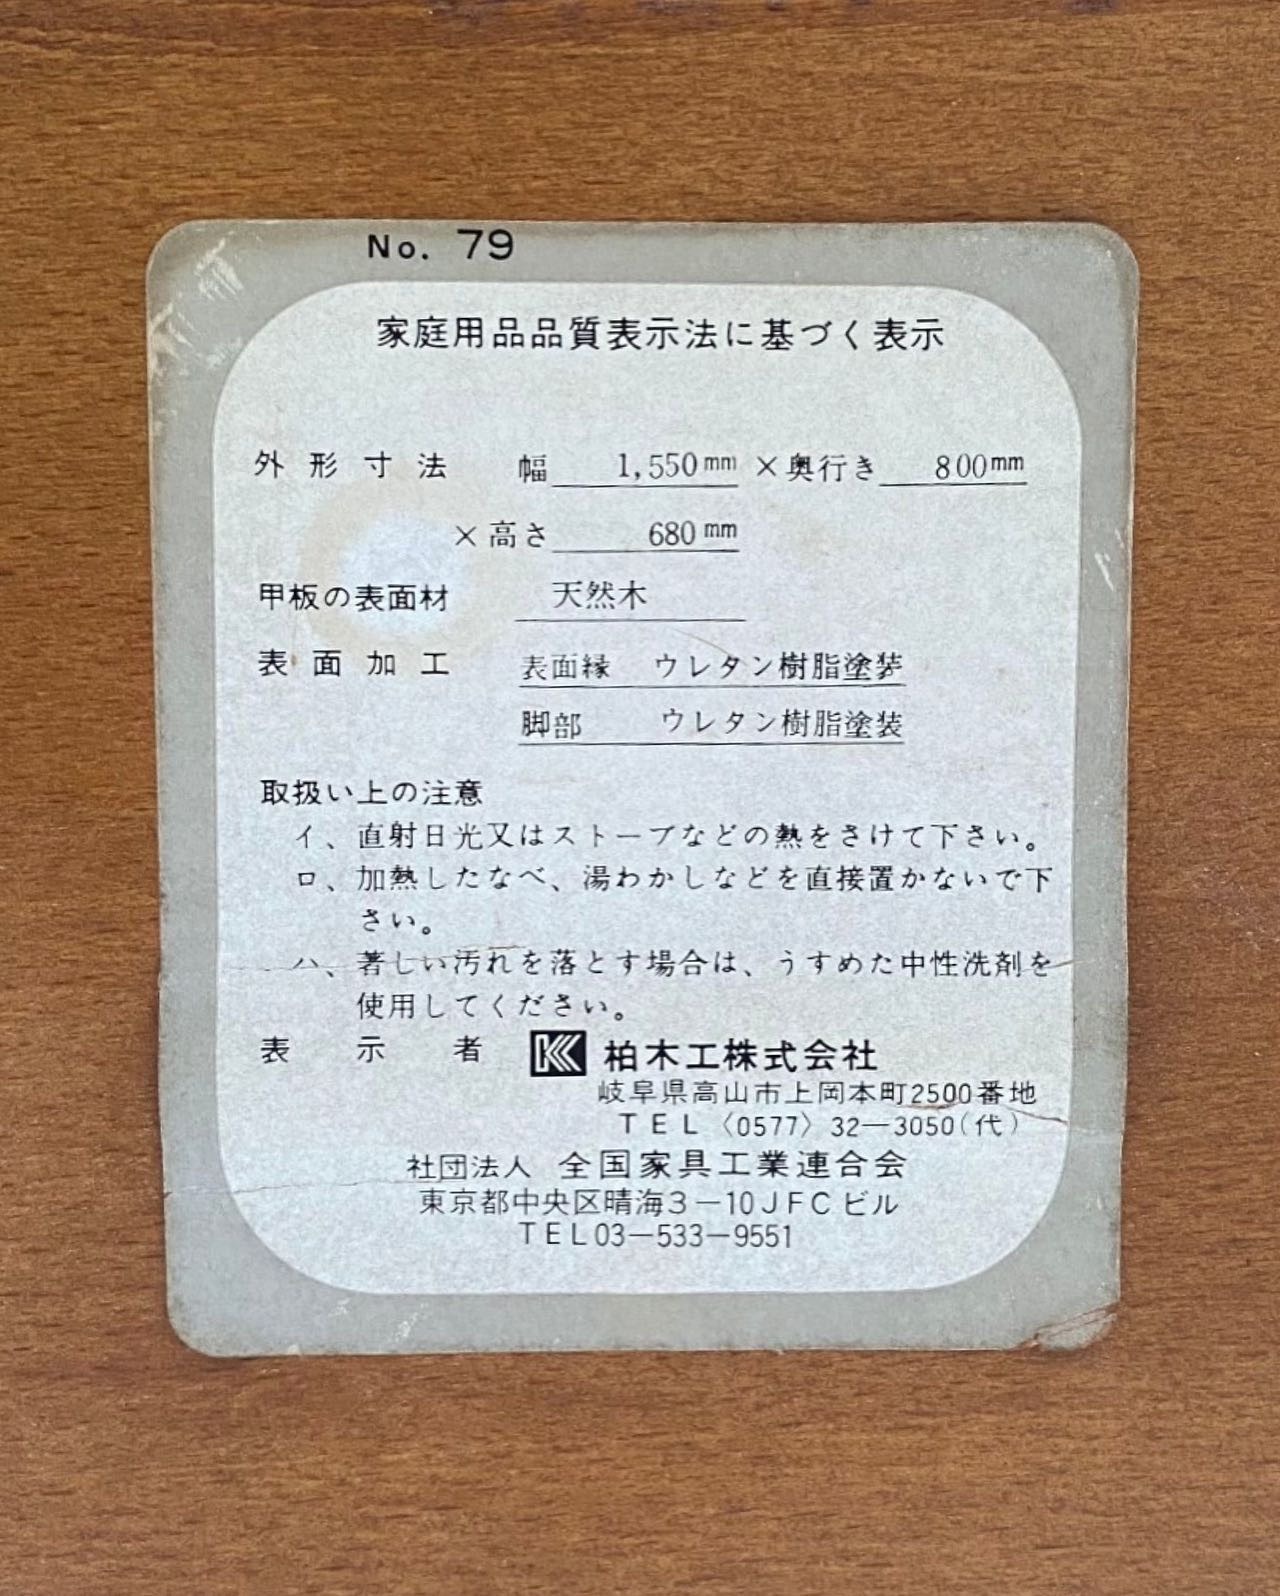 No. 79
家庭用品品質表示法に基づく表示
外形寸法 幅 1,550mm ×奥行き 800mm
×高さ 680mm
甲板の表面材 天然木
表面加工 表面縁 ウレタン樹脂塗装
脚部 ウレタン樹脂塗装
取扱い上の注意
イ、直射日光又はストーブなどの熱をさけて下さい。
ロ、加熱したなべ、湯わかしなどを直接置かないで下
さい。
ハ、著しい汚れを落とす場合は、うすめた中性洗剤を
使用してください。
表示者 柏木工株式会社
岐阜県高山市上岡本町2500番地
TEL〈0577〉32—3050(代)
社団法人 全国家具工業連合会
東京都中央区晴海3—10JFCビル
TEL03—533—9551